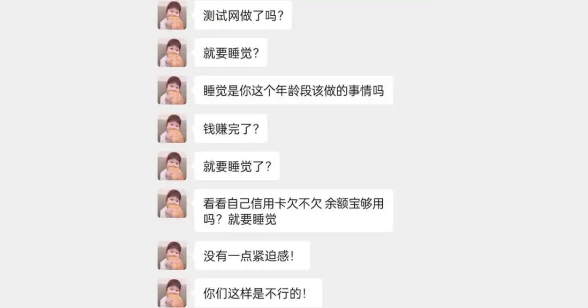 测试网做了吗?
就要睡觉?
睡觉是你这个年龄段该做的事情吗
钱赚完了?
就要睡觉了?
看看自己信用卡欠不欠 余额宝够用
吗? 就要睡觉
没有一点紧迫感!
你们这样是不行的!